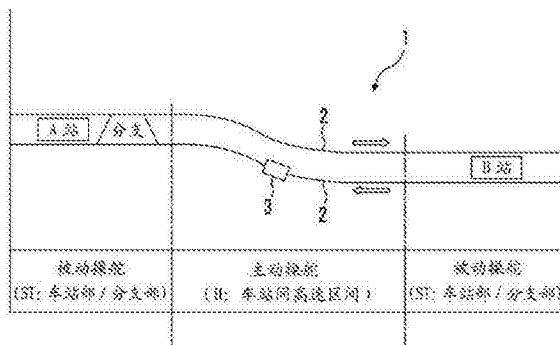 1
2
A站
分支
B站
3
2
被动操舵
主动操舵
被动操舵
(ST: 车站部/分支部)
(H: 车站间高速区间)
(ST: 车站部/分支部)